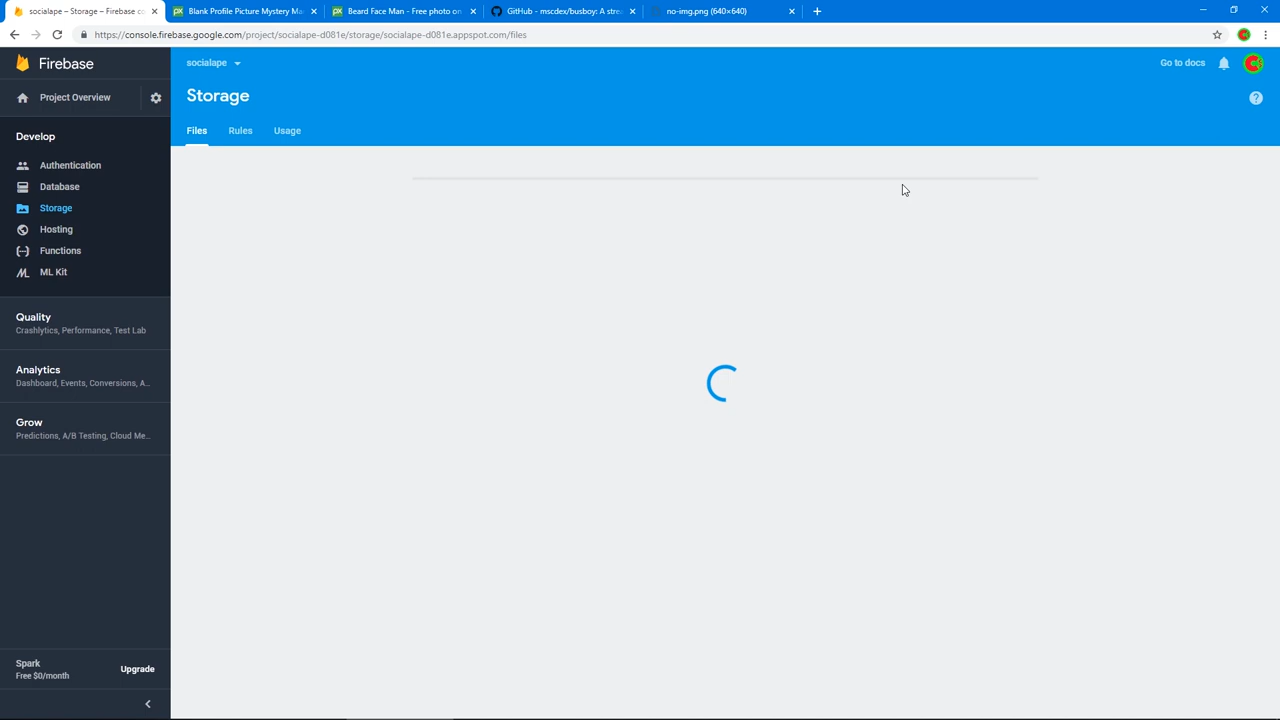 socialape – Storage – Firebase co
Blank Profile Picture Mystery Ma
Beard Face Man - Free photo on
GitHub - mscdex/busboy: A strea
no-img.png (640×640)
https://console.firebase.google.com/project/socialape-d081e/storage/socialape-d081e.appspot.com/files
Firebase
socialape
Go to docs
Project Overview
Storage
Files
Rules
Usage
Develop
Authentication
Database
Storage
Hosting
Functions
ML Kit
Quality
Crashlytics, Performance, Test Lab
Analytics
Dashboard, Events, Conversions, A...
Grow
Predictions, A/B Testing, Cloud Me...
Spark
Free $0/month
Upgrade